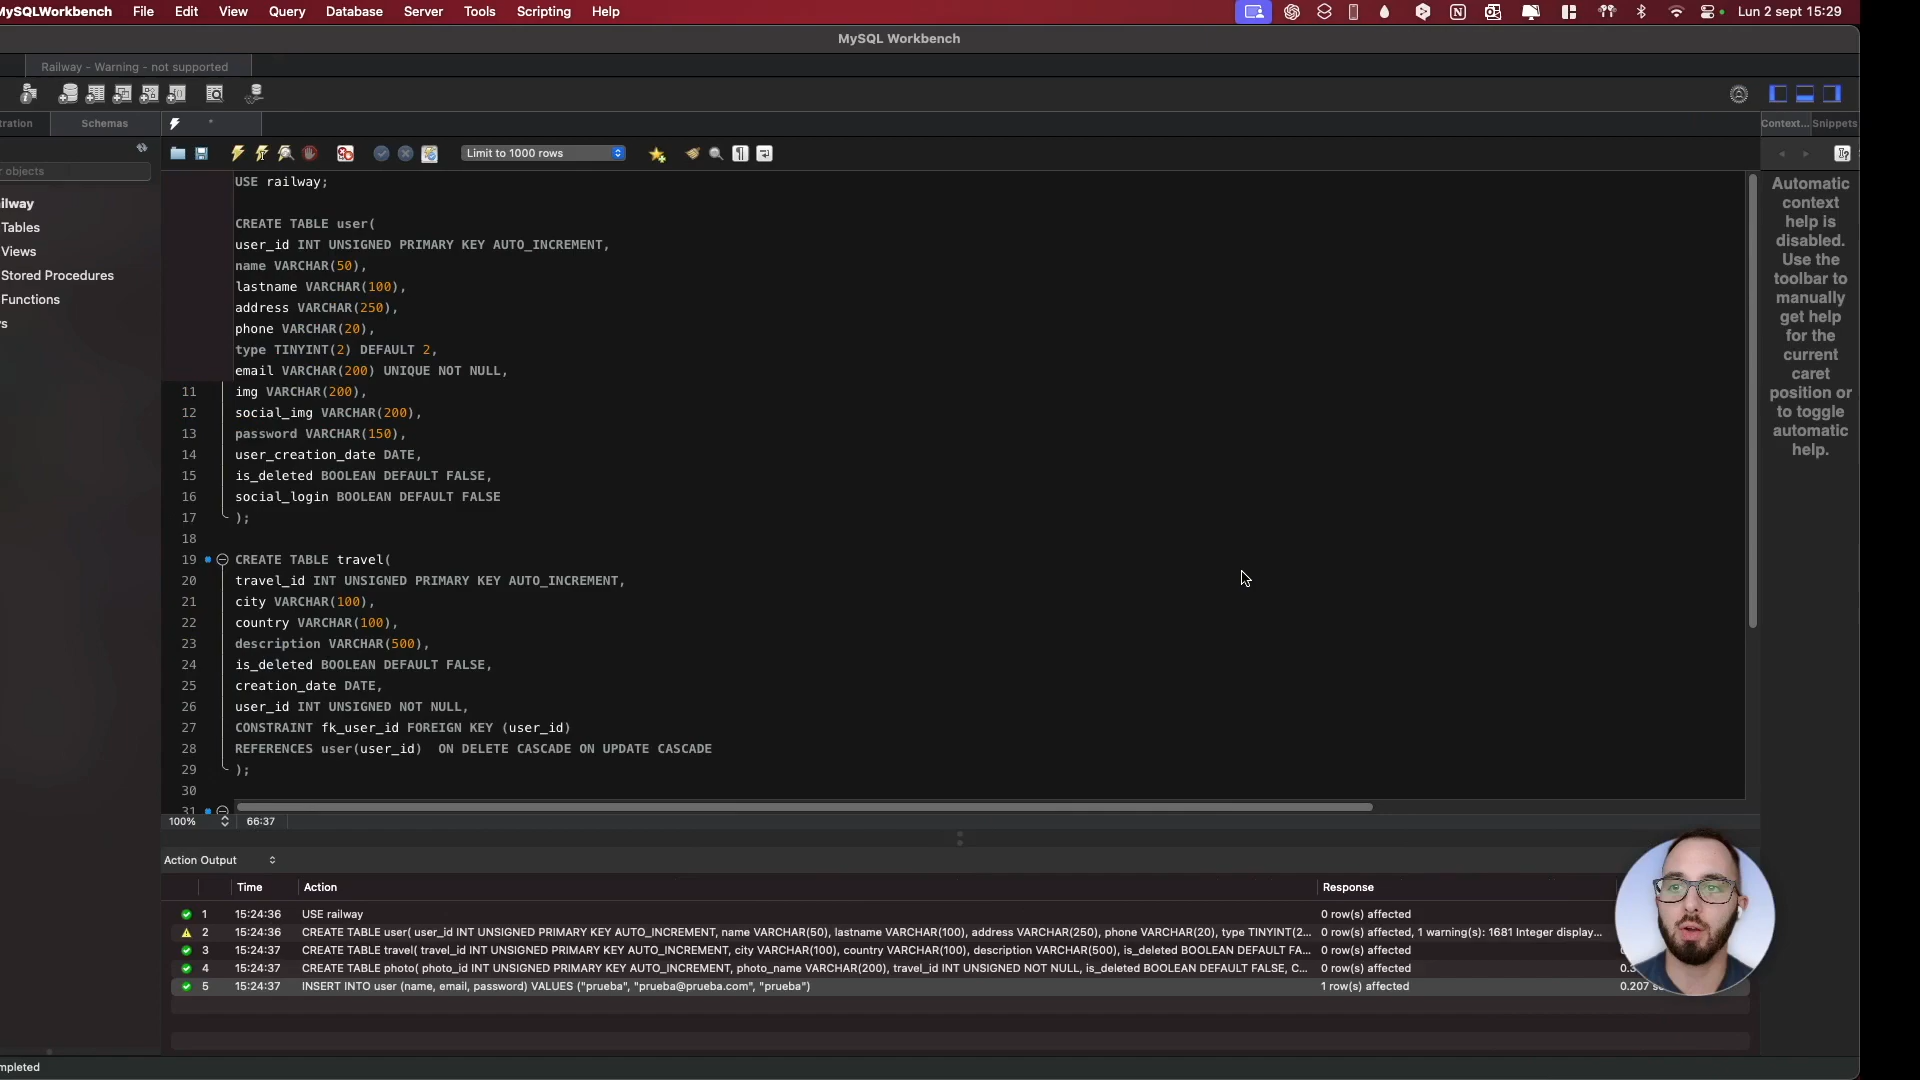 MySQLWorkbench File Edit View Query Database Server Tools Scripting Help Lun 2 sept 15:29
MySQL Workbench
Railway - Warning - not supported
tration Schemas
Context... Snippets
Limit to 1000 rows
r objects
ilway
Tables
Views
Stored Procedures
Functions
s
USE railway;
CREATE TABLE user(
user_id INT UNSIGNED PRIMARY KEY AUTO_INCREMENT,
name VARCHAR(50),
lastname VARCHAR(100),
address VARCHAR(250),
phone VARCHAR(20),
type TINYINT(2) DEFAULT 2,
email VARCHAR(200) UNIQUE NOT NULL,
11 img VARCHAR(200),
12 social_img VARCHAR(200),
13 password VARCHAR(150),
14 user_creation_date DATE,
15 is_deleted BOOLEAN DEFAULT FALSE,
16 social_login BOOLEAN DEFAULT FALSE
17 );
18
19 CREATE TABLE travel(
20 travel_id INT UNSIGNED PRIMARY KEY AUTO_INCREMENT,
21 city VARCHAR(100),
22 country VARCHAR(100),
23 description VARCHAR(500),
24 is_deleted BOOLEAN DEFAULT FALSE,
25 creation_date DATE,
26 user_id INT UNSIGNED NOT NULL,
27 CONSTRAINT fk_user_id FOREIGN KEY (user_id)
28 REFERENCES user(user_id)  ON DELETE CASCADE ON UPDATE CASCADE
29 );
30
31
Automatic
context
help is
disabled.
Use the
toolbar to
manually
get help
for the
current
caret
position or
to toggle
automatic
help.
100% 66:37
Action Output
Time Action Response
1 15:24:36 USE railway 0 row(s) affected
2 15:24:36 CREATE TABLE user( user_id INT UNSIGNED PRIMARY KEY AUTO_INCREMENT, name VARCHAR(50), lastname VARCHAR(100), address VARCHAR(250), phone VARCHAR(20), type TINYINT(2... 0 row(s) affected, 1 warning(s): 1681 Integer display...
3 15:24:37 CREATE TABLE travel( travel_id INT UNSIGNED PRIMARY KEY AUTO_INCREMENT, city VARCHAR(100), country VARCHAR(100), description VARCHAR(500), is_deleted BOOLEAN DEFAULT FA... 0 row(s) affected
4 15:24:37 CREATE TABLE photo( photo_id INT UNSIGNED PRIMARY KEY AUTO_INCREMENT, photo_name VARCHAR(200), travel_id INT UNSIGNED NOT NULL, is_deleted BOOLEAN DEFAULT FALSE, C... 0 row(s) affected
5 15:24:37 INSERT INTO user (name, email, password) VALUES ("prueba", "prueba@prueba.com", "prueba") 1 row(s) affected 0.207
mpleted